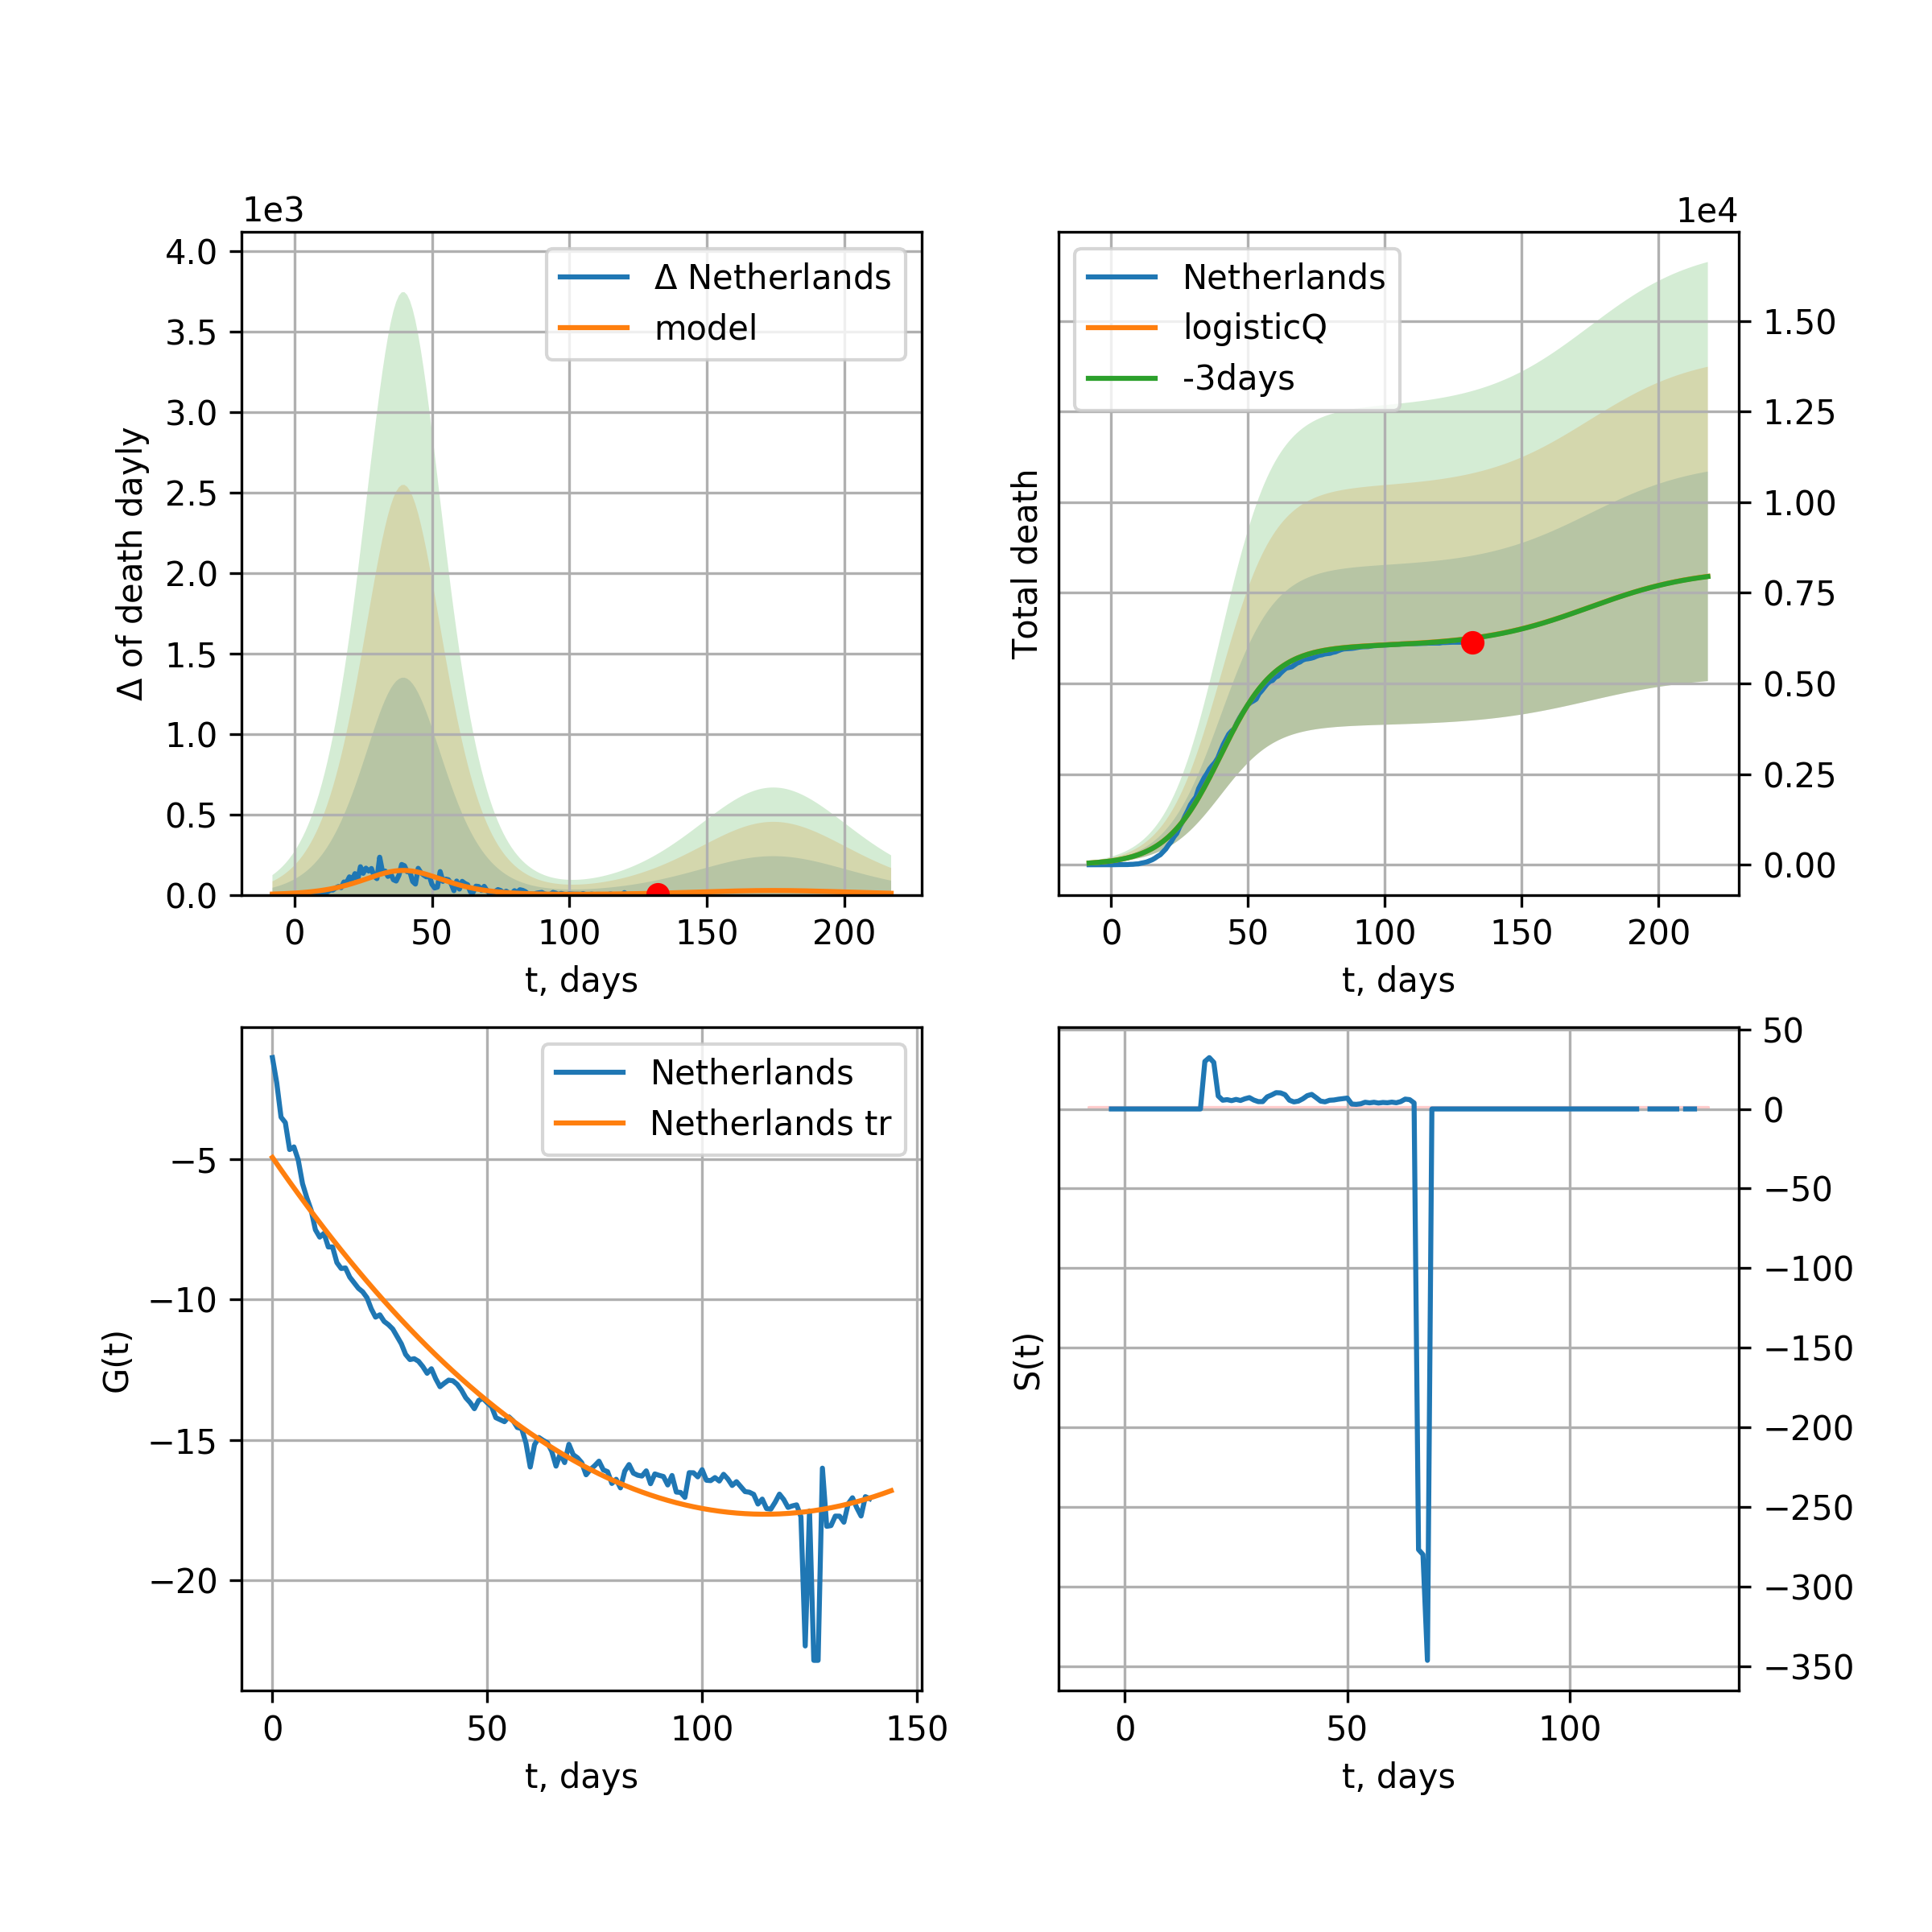 1e3
4.0
3.5
3.0
2.5
2.0
1.5
1.0
0.5
0.0
Δ of death dayly
Δ Netherlands
model
0 50 100 150 200
t, days
1e4
Netherlands
logisticQ
-3days
Total death
1.50
1.25
1.00
0.75
0.50
0.25
0.00
0 50 100 150 200
t, days
Netherlands
Netherlands tr
G(t)
−5
−10
−15
−20
0 50 100 150
t, days
S(t)
50
0
−50
−100
−150
−200
−250
−300
−350
0 50 100
t, days